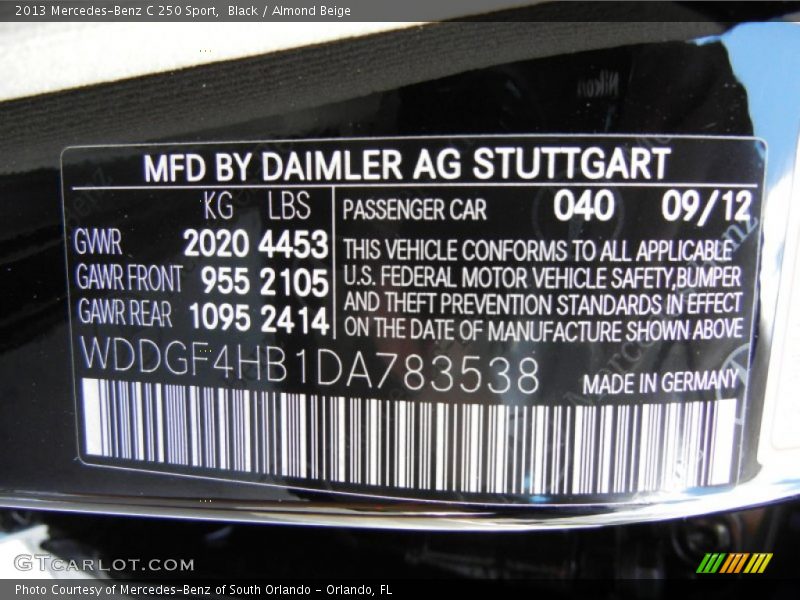 2013 Mercedes-Benz C 250 Sport,  Black / Almond Beige
Nikon
MFD BY DAIMLER AG STUTTGART
KG LBS
GWR 2020 4453
GAWR FRONT 955 2105
GAWR REAR 1095 2414
PASSENGER CAR 040 09/12
THIS VEHICLE CONFORMS TO ALL APPLICABLE
U.S. FEDERAL MOTOR VEHICLE SAFETY,BUMPER
AND THEFT PREVENTION STANDARDS IN EFFECT
ON THE DATE OF MANUFACTURE SHOWN ABOVE
WDDGF4HB1DA783538
MADE IN GERMANY
GTCARLOT.COM
Photo Courtesy of Mercedes-Benz of South Orlando - Orlando, FL